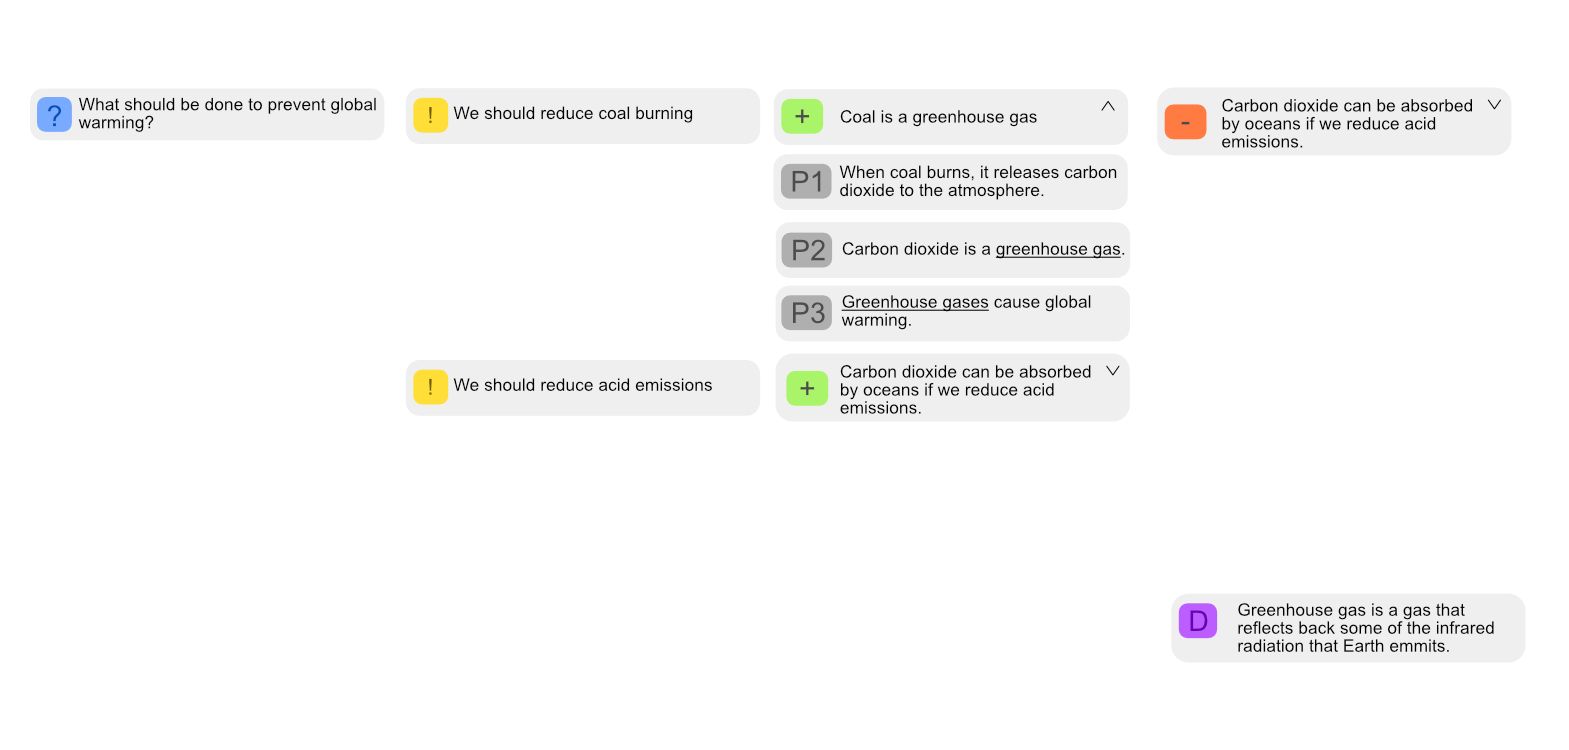 ?
What should be done to prevent global
warming?
!
We should reduce coal burning
+
Coal is a greenhouse gas
P1
When coal burns, it releases carbon
dioxide to the atmosphere.
P2
Carbon dioxide is a greenhouse gas.
P3
Greenhouse gases cause global
warming.
-
Carbon dioxide can be absorbed
by oceans if we reduce acid
emissions.
!
We should reduce acid emissions
+
Carbon dioxide can be absorbed
by oceans if we reduce acid
emissions.
D
Greenhouse gas is a gas that
reflects back some of the infrared
radiation that Earth emmits.